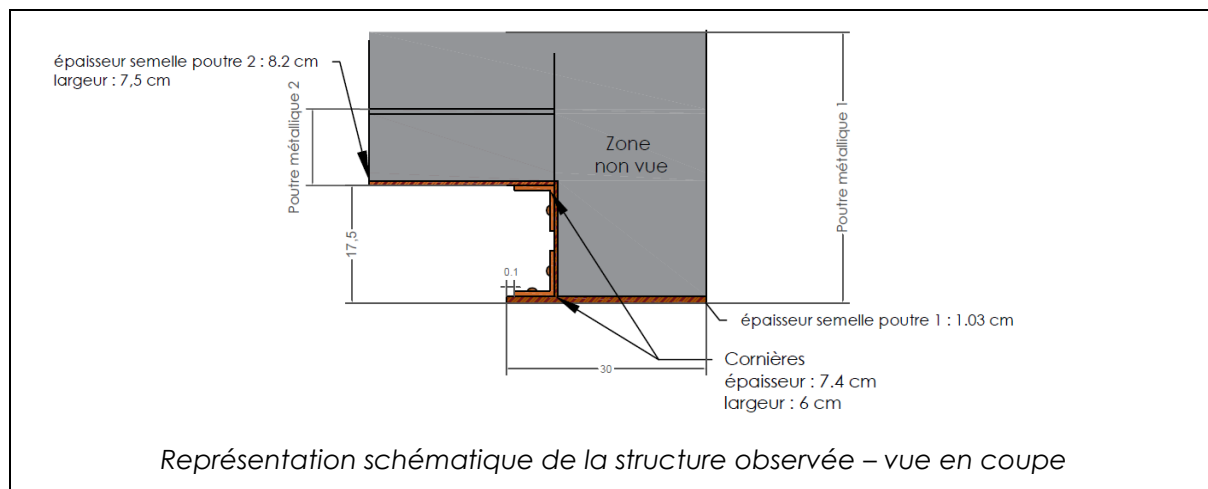 épaisseur semelle poutre 2 : 8.2 cm
largeur : 7,5 cm
Poutre métallique 2
Zone
non vue
Poutre métallique 1
17,5
0.1
épaisseur semelle poutre 1 : 1.03 cm
30
Cornières
épaisseur : 7.4 cm
largeur : 6 cm
Représentation schématique de la structure observée – vue en coupe